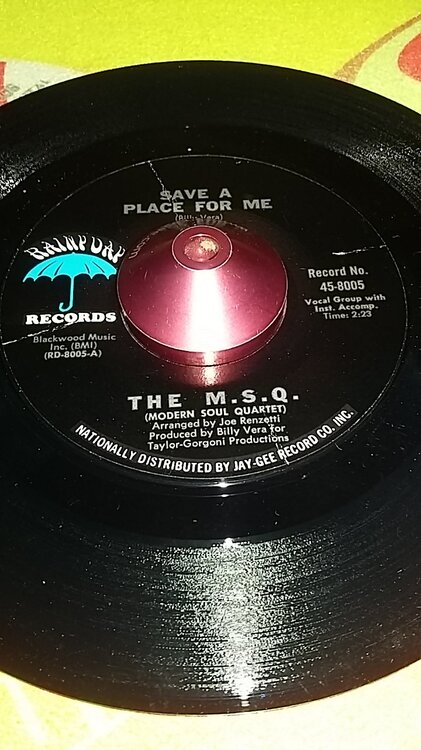 SAVE A
PLACE FOR ME
(Billy Vera)
RAINY DAY
RECORDS
Blackwood Music
Inc. (BMI)
(RD-8005-A)
Record No.
45-8005
Vocal Group with
Inst. Accomp.
Time: 2:23
THE M.S.Q.
(MODERN SOUL QUARTET)
Arranged by Joe Renzetti
Produced by Billy Vera for
Taylor-Gorgoni Productions
NATIONALLY DISTRIBUTED BY JAY-GEE RECORD CO. INC.